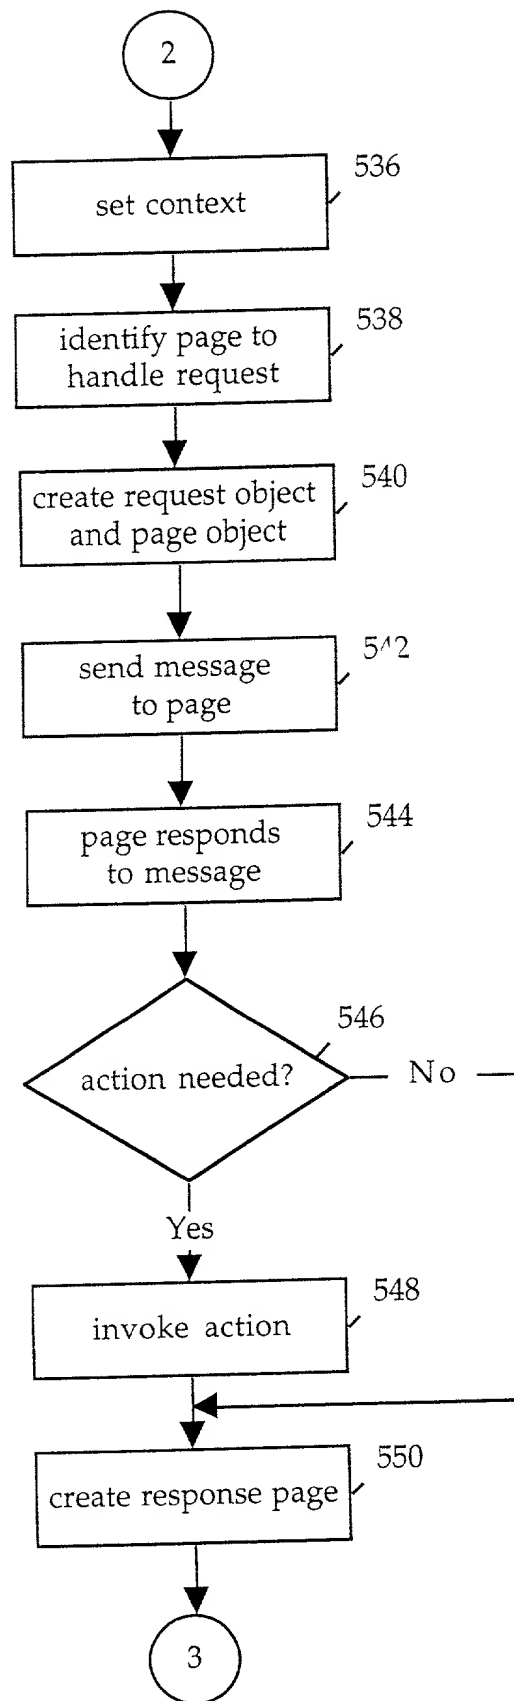 2
536
set context
538
identify page to
handle request
540
create request object
and page object
send message
to page
544
page responds
to message
546
action needed?
No
Yes
548
invoke action
550
create response page
3